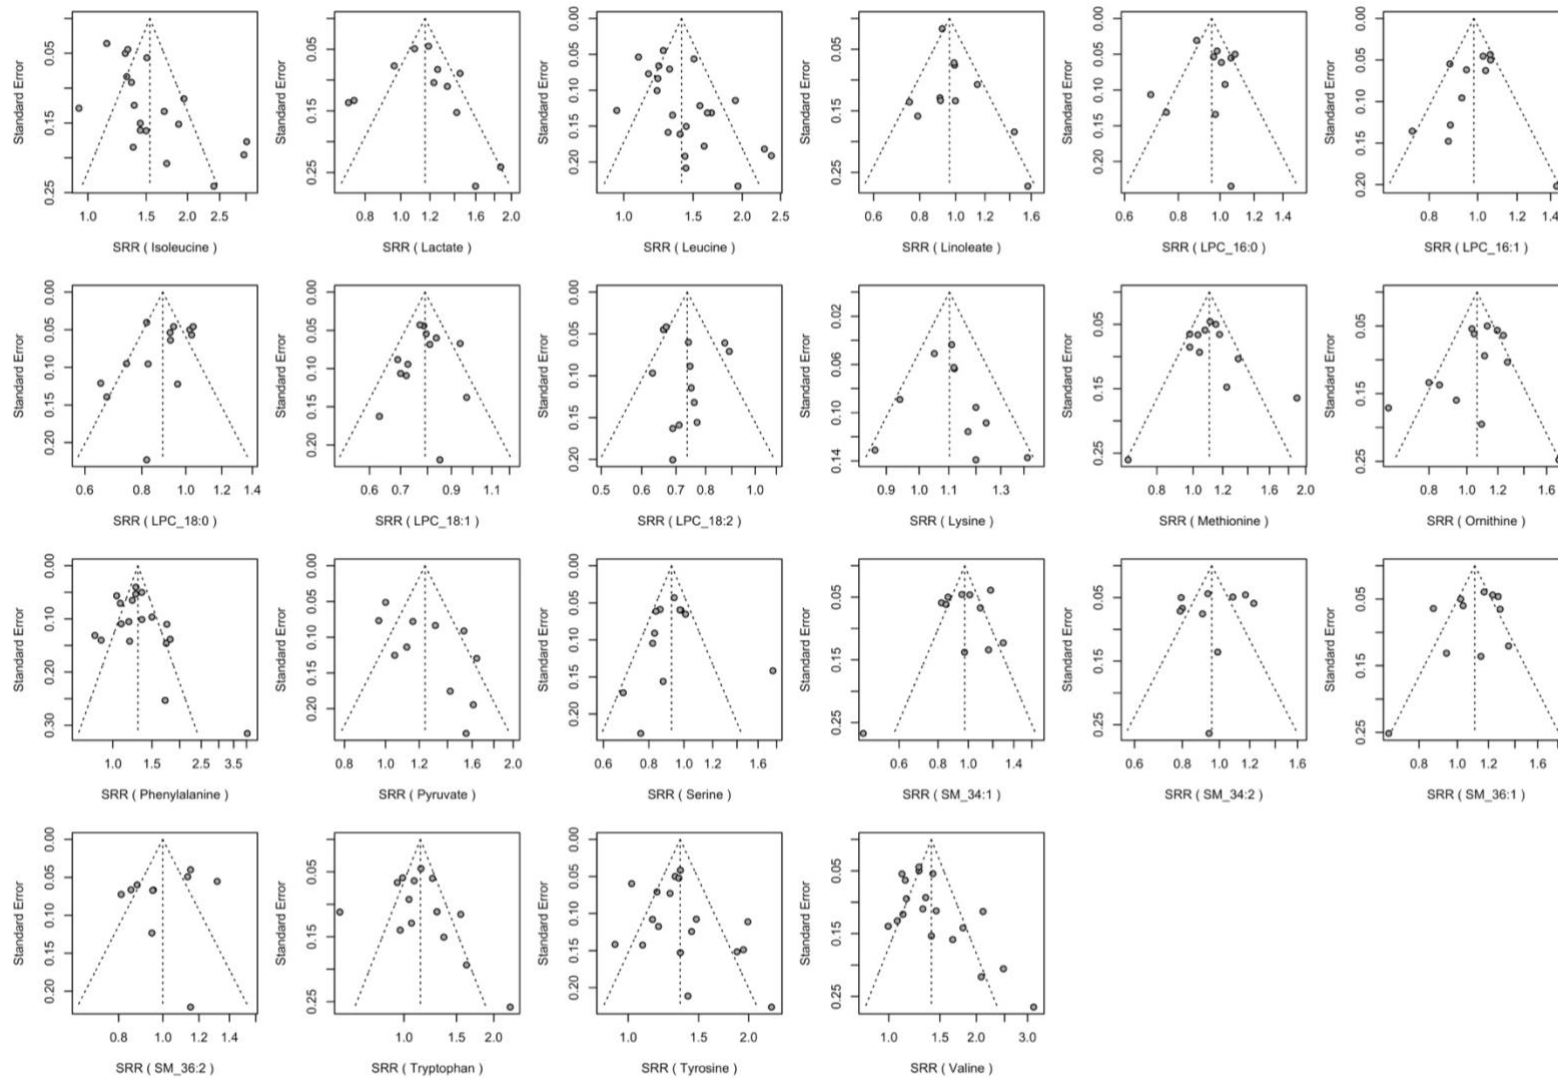 Standard Error
0.05 0.15 0.25
1.0 1.5 2.0 2.5
SRR ( Isoleucine )
Standard Error
0.05 0.15 0.25
0.8 1.0 1.2 1.6 2.0
SRR ( Lactate )
Standard Error
0.00 0.05 0.10 0.15 0.20
1.0 1.5 2.0 2.5
SRR ( Leucine )
Standard Error
0.00 0.05 0.10 0.15 0.20
0.6 0.8 1.0 1.2 1.6
SRR ( Linoleate )
Standard Error
0.00 0.05 0.10 0.15 0.20
0.6 0.8 1.0 1.2 1.4
SRR ( LPC_16:0 )
Standard Error
0.00 0.05 0.10 0.15 0.20
0.8 1.0 1.2 1.4
SRR ( LPC_16:1 )
Standard Error
0.00 0.05 0.10 0.15 0.20
0.6 0.8 1.0 1.2 1.4
SRR ( LPC_18:0 )
Standard Error
0.00 0.05 0.10 0.15 0.20
0.6 0.7 0.9 1.1
SRR ( LPC_18:1 )
Standard Error
0.00 0.05 0.10 0.15 0.20
0.5 0.6 0.7 0.8 1.0
SRR ( LPC_18:2 )
Standard Error
0.02 0.06 0.10 0.14
0.9 1.0 1.1 1.3
SRR ( Lysine )
Standard Error
0.05 0.15 0.25
0.8 1.0 1.2 1.6 2.0
SRR ( Methionine )
Standard Error
0.05 0.15 0.25
0.8 1.0 1.2 1.6
SRR ( Ornithine )
Standard Error
0.00 0.05 0.10 0.15 0.20 0.30
1.0 1.5 2.5 3.5
SRR ( Phenylalanine )
Standard Error
0.00 0.05 0.10 0.15 0.20
0.8 1.0 1.2 1.6 2.0
SRR ( Pyruvate )
Standard Error
0.00 0.05 0.10 0.15 0.20
0.6 0.8 1.0 1.2 1.6
SRR ( Serine )
Standard Error
0.05 0.15 0.25
0.6 0.8 1.0 1.4
SRR ( SM_34:1 )
Standard Error
0.05 0.15 0.25
0.6 0.8 1.0 1.2 1.6
SRR ( SM_34:2 )
Standard Error
0.05 0.15 0.25
0.8 1.0 1.2 1.6
SRR ( SM_36:1 )
Standard Error
0.00 0.05 0.10 0.15 0.20
0.8 1.0 1.2 1.4
SRR ( SM_36:2 )
Standard Error
0.05 0.15 0.25
1.0 1.5 2.0
SRR ( Tryptophan )
Standard Error
0.00 0.05 0.10 0.15 0.20
1.0 1.5 2.0
SRR ( Tyrosine )
Standard Error
0.05 0.15 0.25
1.0 1.5 2.0 3.0
SRR ( Valine )